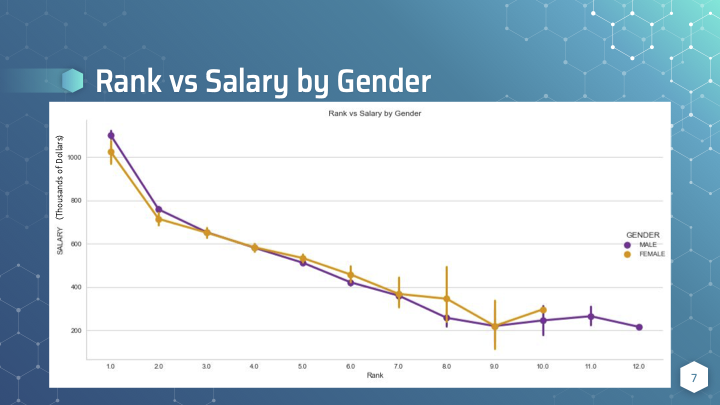 Rank vs Salary by Gender
Rank vs Salary by Gender
SALARY (Thousands of Dollars)
1000
800
600
400
200
GENDER
MALE
FEMALE
1.0 2.0 3.0 4.0 5.0 6.0 7.0 8.0 9.0 10.0 11.0 12.0
Rank
7